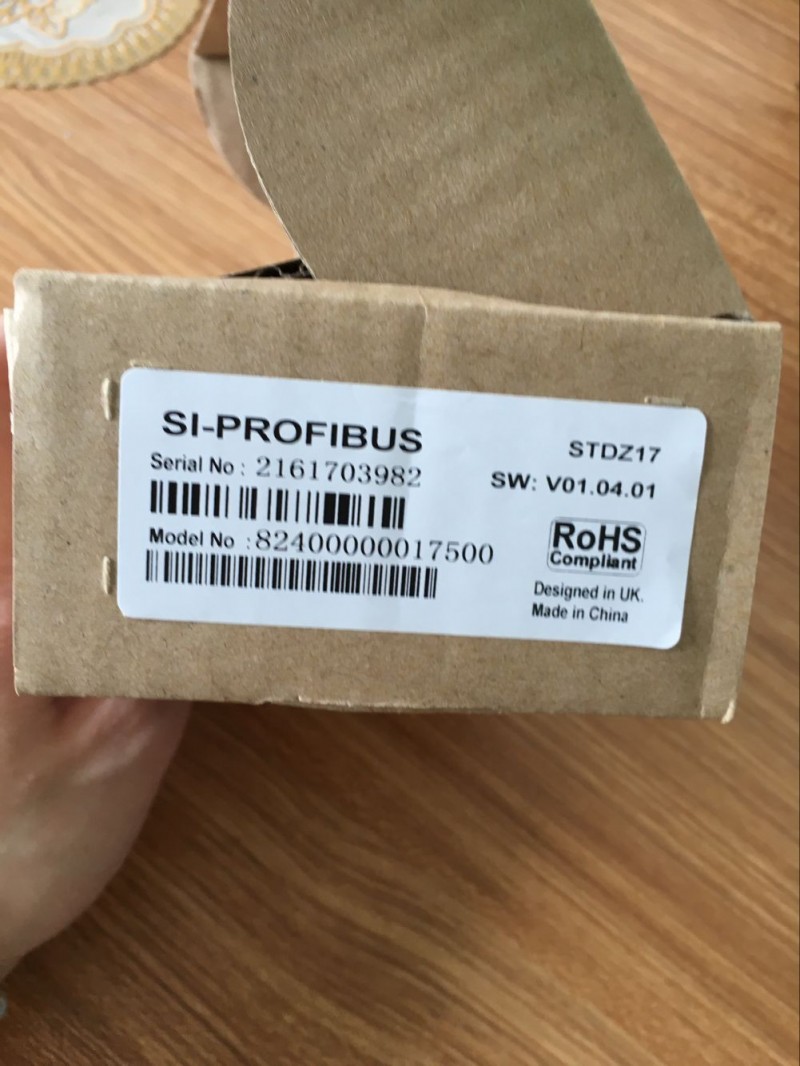 SI-PROFIBUS
STDZ17
Serial No : 2161703982
SW: V01.04.01
Model No :82400000017500
RoHS
Compliant
Designed in UK.
Made in China